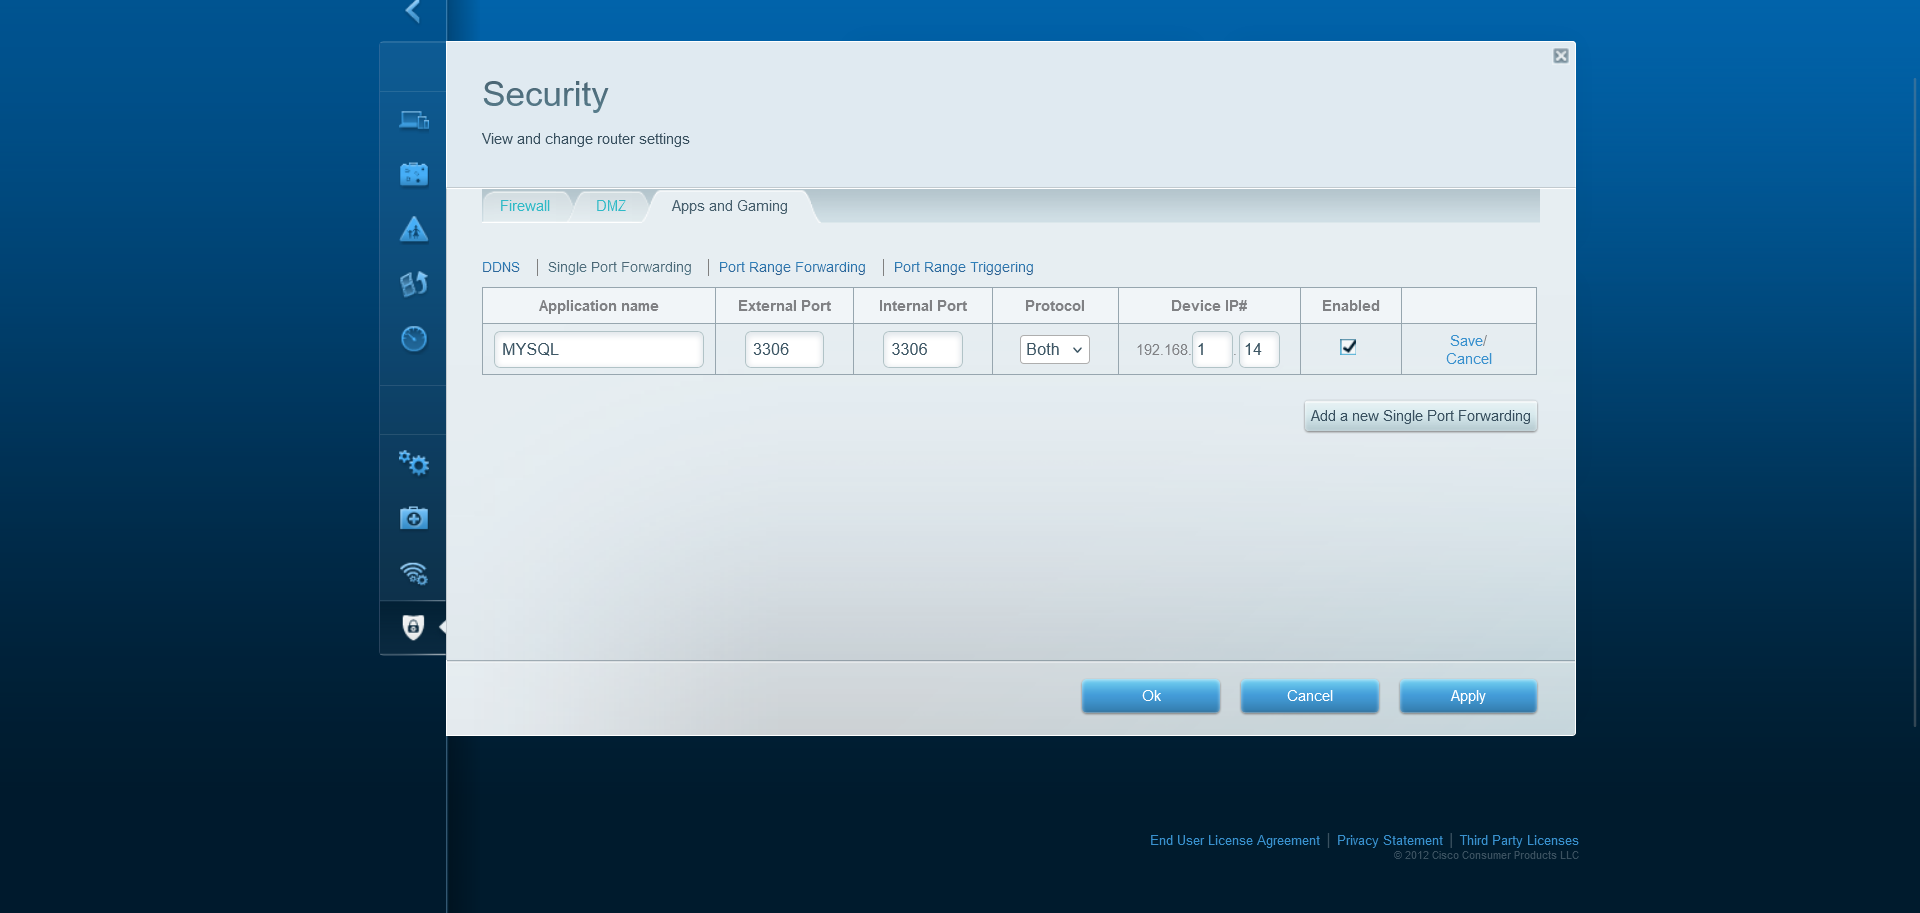 Security
View and change router settings
Firewall DMZ Apps and Gaming
DDNS Single Port Forwarding Port Range Forwarding Port Range Triggering
Application name External Port Internal Port Protocol Device IP# Enabled
MYSQL 3306 3306 Both 192.168. 1 . 14 Save/
Cancel
Add a new Single Port Forwarding
Ok Cancel Apply
End User License Agreement Privacy Statement Third Party Licenses
© 2012 Cisco Consumer Products LLC